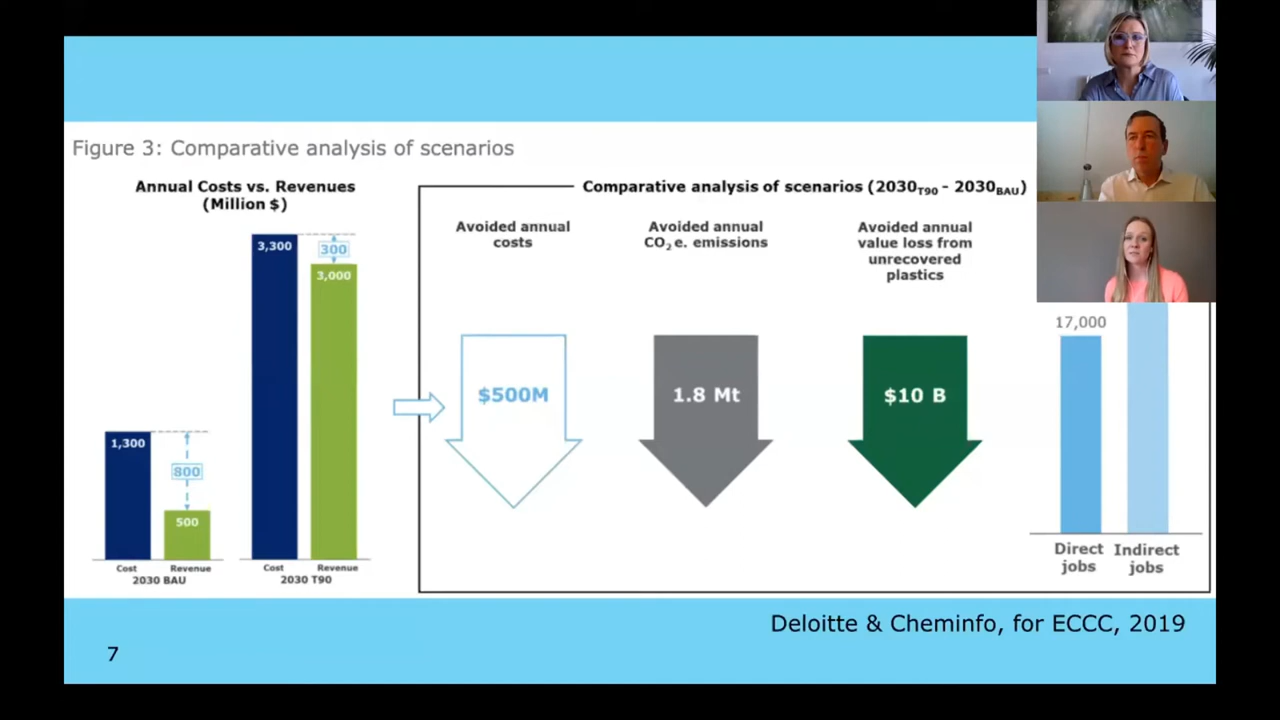 Figure 3: Comparative analysis of scenarios
Annual Costs vs. Revenues
(Million $)
3,300
300
3,000
1,300
800
500
Cost
Revenue
2030 BAU
Cost
Revenue
2030 T90
Comparative analysis of scenarios (2030T90 - 2030BAU)
Avoided annual
costs
$500M
Avoided annual
CO2e. emissions
1.8 Mt
Avoided annual
value loss from
unrecovered
plastics
$10 B
17,000
Direct
jobs
Indirect
jobs
Deloitte & Cheminfo, for ECCC, 2019
7